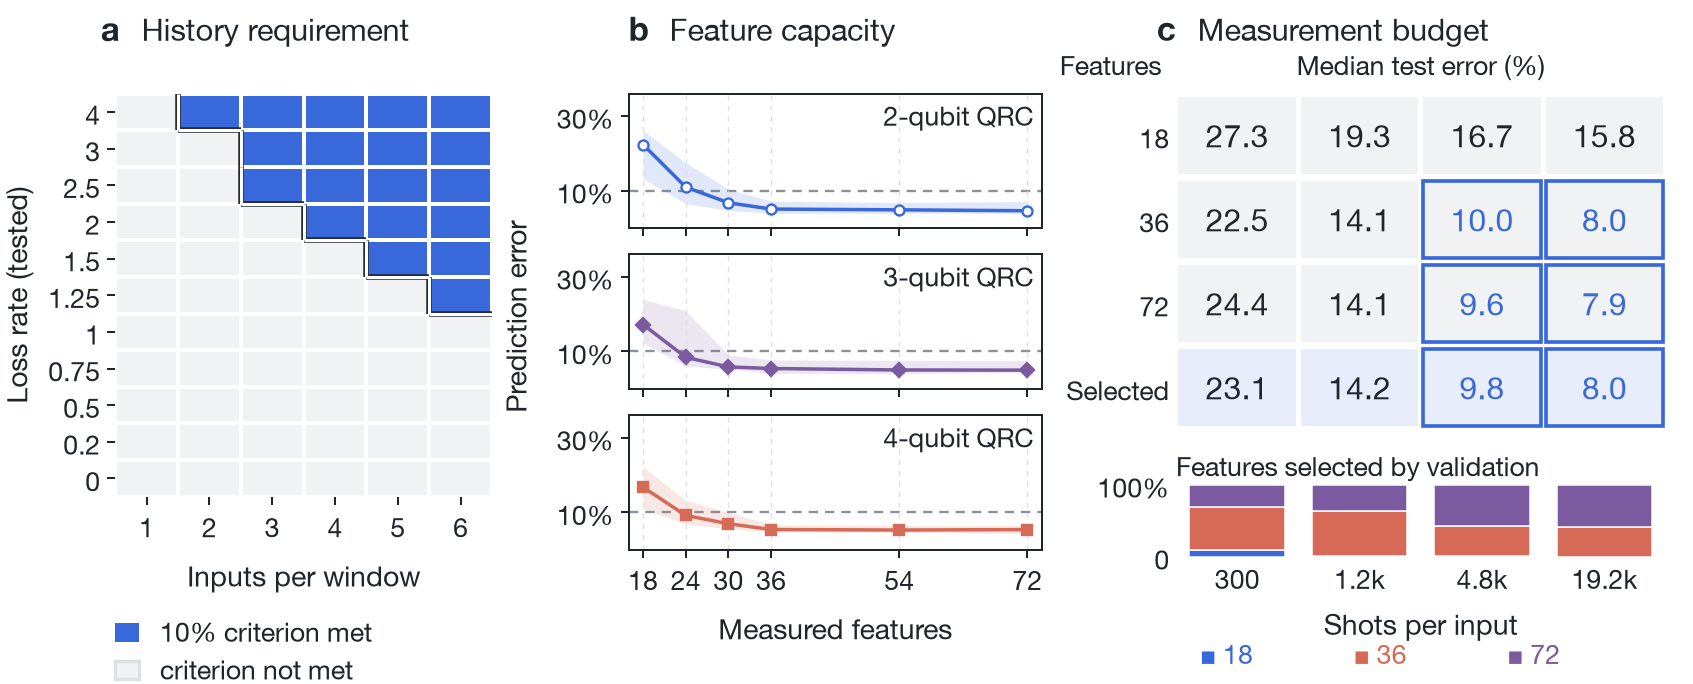 a History requirement
Loss rate (tested)
4
3
2.5
2
1.5
1.25
1
0.75
0.5
0.2
0
1 2 3 4 5 6
Inputs per window
10% criterion met
criterion not met
b Feature capacity
Prediction error
30%
2-qubit QRC
10%
30%
3-qubit QRC
10%
30%
4-qubit QRC
10%
18 24 30 36 54 72
Measured features
c Measurement budget
Features Median test error (%)
18 27.3 19.3 16.7 15.8
36 22.5 14.1 10.0 8.0
72 24.4 14.1 9.6 7.9
Selected 23.1 14.2 9.8 8.0
Features selected by validation
100%
0
300 1.2k 4.8k 19.2k
Shots per input
18 36 72